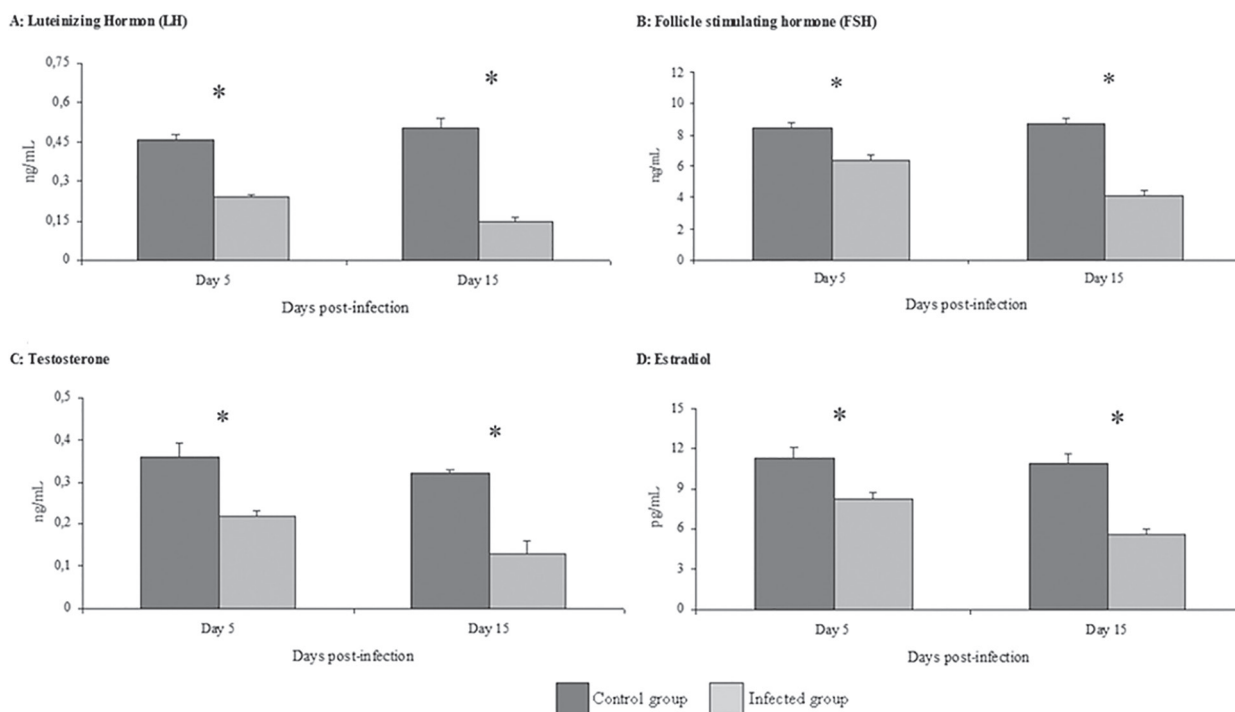 A: Luteinizing Hormon (LH)
0,75
0,6
0,45
0,3
0,15
0
ng/mL
*
*
Day 5
Day 15
Days post-infection
B: Follicle stimulating hormone (FSH)
12
10
8
6
4
2
0
ng/mL
*
*
Day 5
Day 15
Days post-infection
C: Testosterone
0,5
0,4
0,3
0,2
0,1
0
ng/mL
*
*
Day 5
Day 15
Days post-infection
D: Estradiol
15
12
9
6
3
0
pg/mL
*
*
Day 5
Day 15
Days post-infection
Control group
Infected group